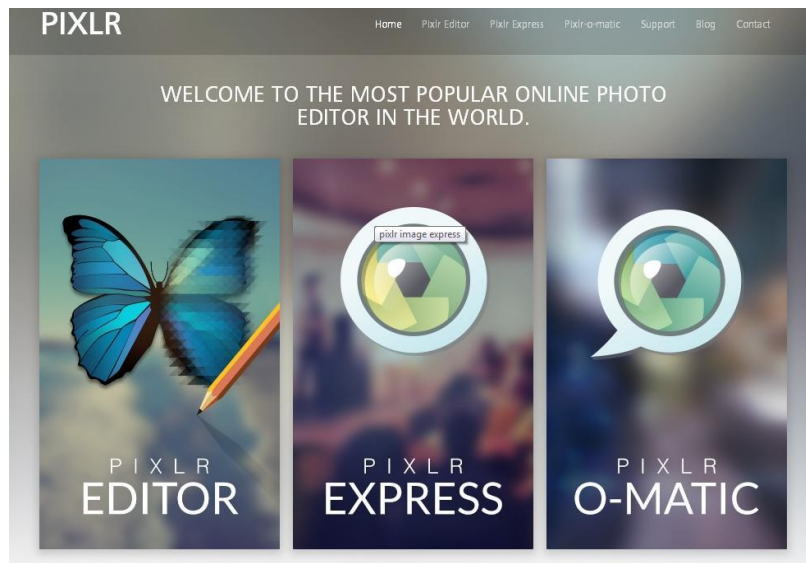 PIXLR
Home Pixlr Editor Pixlr Express Pixlr-o-matic Support Blog Contact
WELCOME TO THE MOST POPULAR ONLINE PHOTO
EDITOR IN THE WORLD.
pixlr image express
PIXLR
EDITOR
PIXLR
EXPRESS
PIXLR
O-MATIC